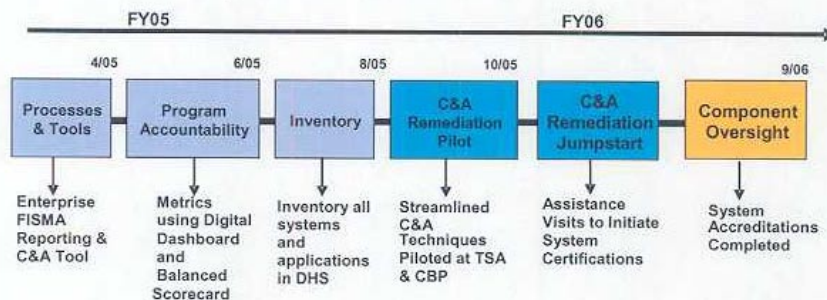 FY05
FY06
4/05
6/05
8/05
10/05
9/06
Processes
& Tools
Program
Accountability
Inventory
C&A
Remediation
Pilot
C&A
Remediation
Jumpstart
Component
Oversight
Enterprise
FISMA
Reporting &
C&A Tool
Metrics
using Digital
Dashboard
and
Balanced
Scorecard
Inventory all
systems
and
applications
in DHS
Streamlined
C&A
Techniques
Piloted at TSA
& CBP
Assistance
Visits to Initiate
System
Certifications
System
Accreditations
Completed